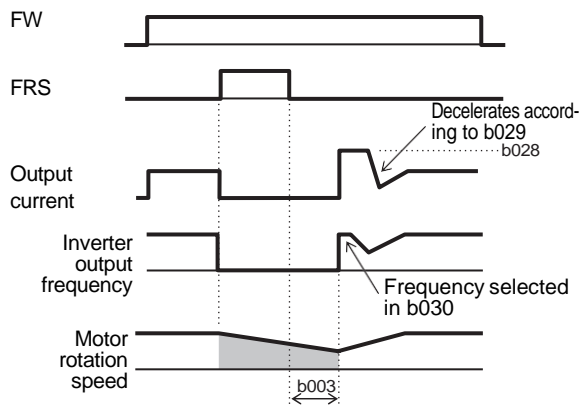 FW
FRS
Decelerates accord-
ing to b029
b028
Output
current
Inverter
output
frequency
Frequency selected
in b030
Motor
rotation
speed
b003